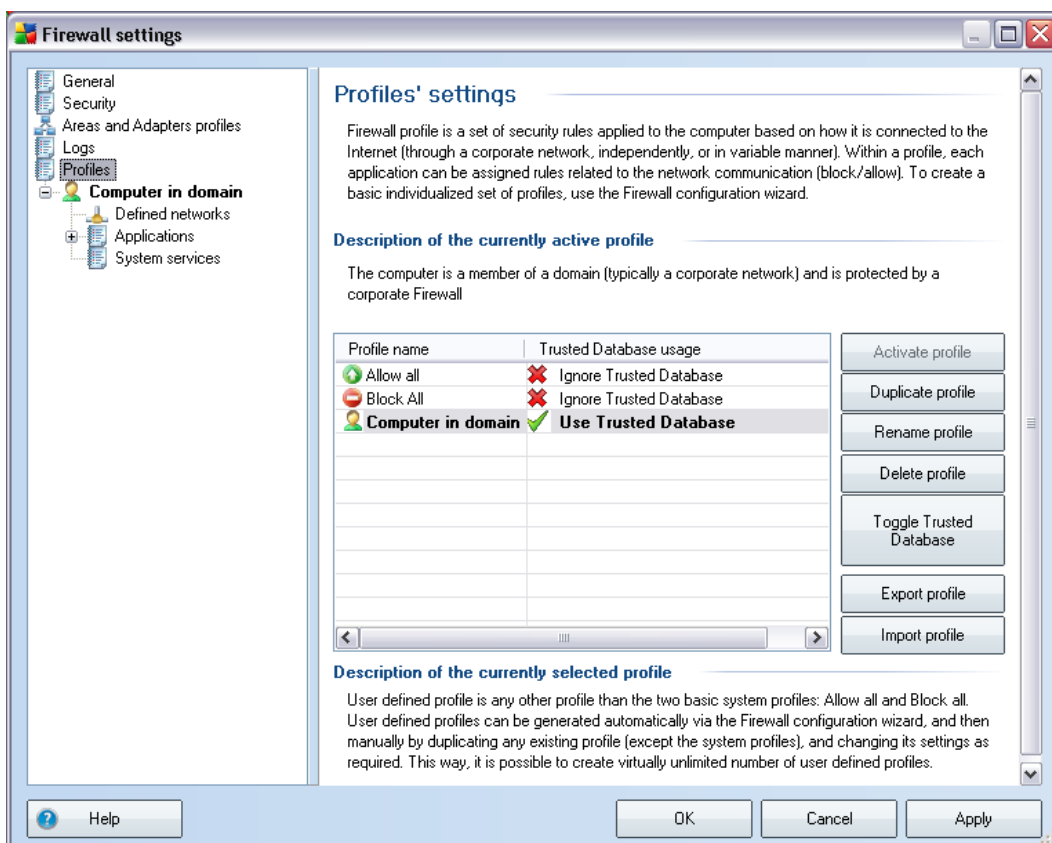 Firewall settings
General
Security
Areas and Adapters profiles
Logs
Profiles
Computer in domain
Defined networks
Applications
System services
Profiles' settings
Firewall profile is a set of security rules applied to the computer based on how it is connected to the
Internet (through a corporate network, independently, or in variable manner). Within a profile, each
application can be assigned rules related to the network communication (block/allow). To create a
basic individualized set of profiles, use the Firewall configuration wizard.
Description of the currently active profile
The computer is a member of a domain (typically a corporate network) and is protected by a
corporate Firewall
Profile name Trusted Database usage
Allow all Ignore Trusted Database
Block All Ignore Trusted Database
Computer in domain Use Trusted Database
Activate profile
Duplicate profile
Rename profile
Delete profile
Toggle Trusted
Database
Export profile
Import profile
Description of the currently selected profile
User defined profile is any other profile than the two basic system profiles: Allow all and Block all.
User defined profiles can be generated automatically via the Firewall configuration wizard, and then
manually by duplicating any existing profile (except the system profiles), and changing its settings as
required. This way, it is possible to create virtually unlimited number of user defined profiles.
Help
OK
Cancel
Apply